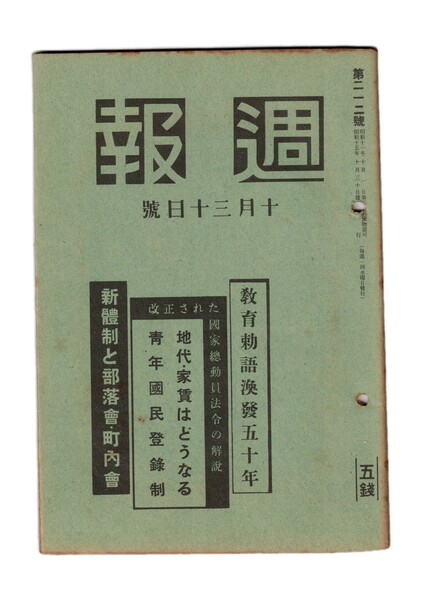 週報
十月三十日號
第二一二號
教育勅語渙發五十年
改正された國家總動員法令の解説
地代・家賃はどうなる
青年國民登錄制
新體制と部落會・町內會
五錢